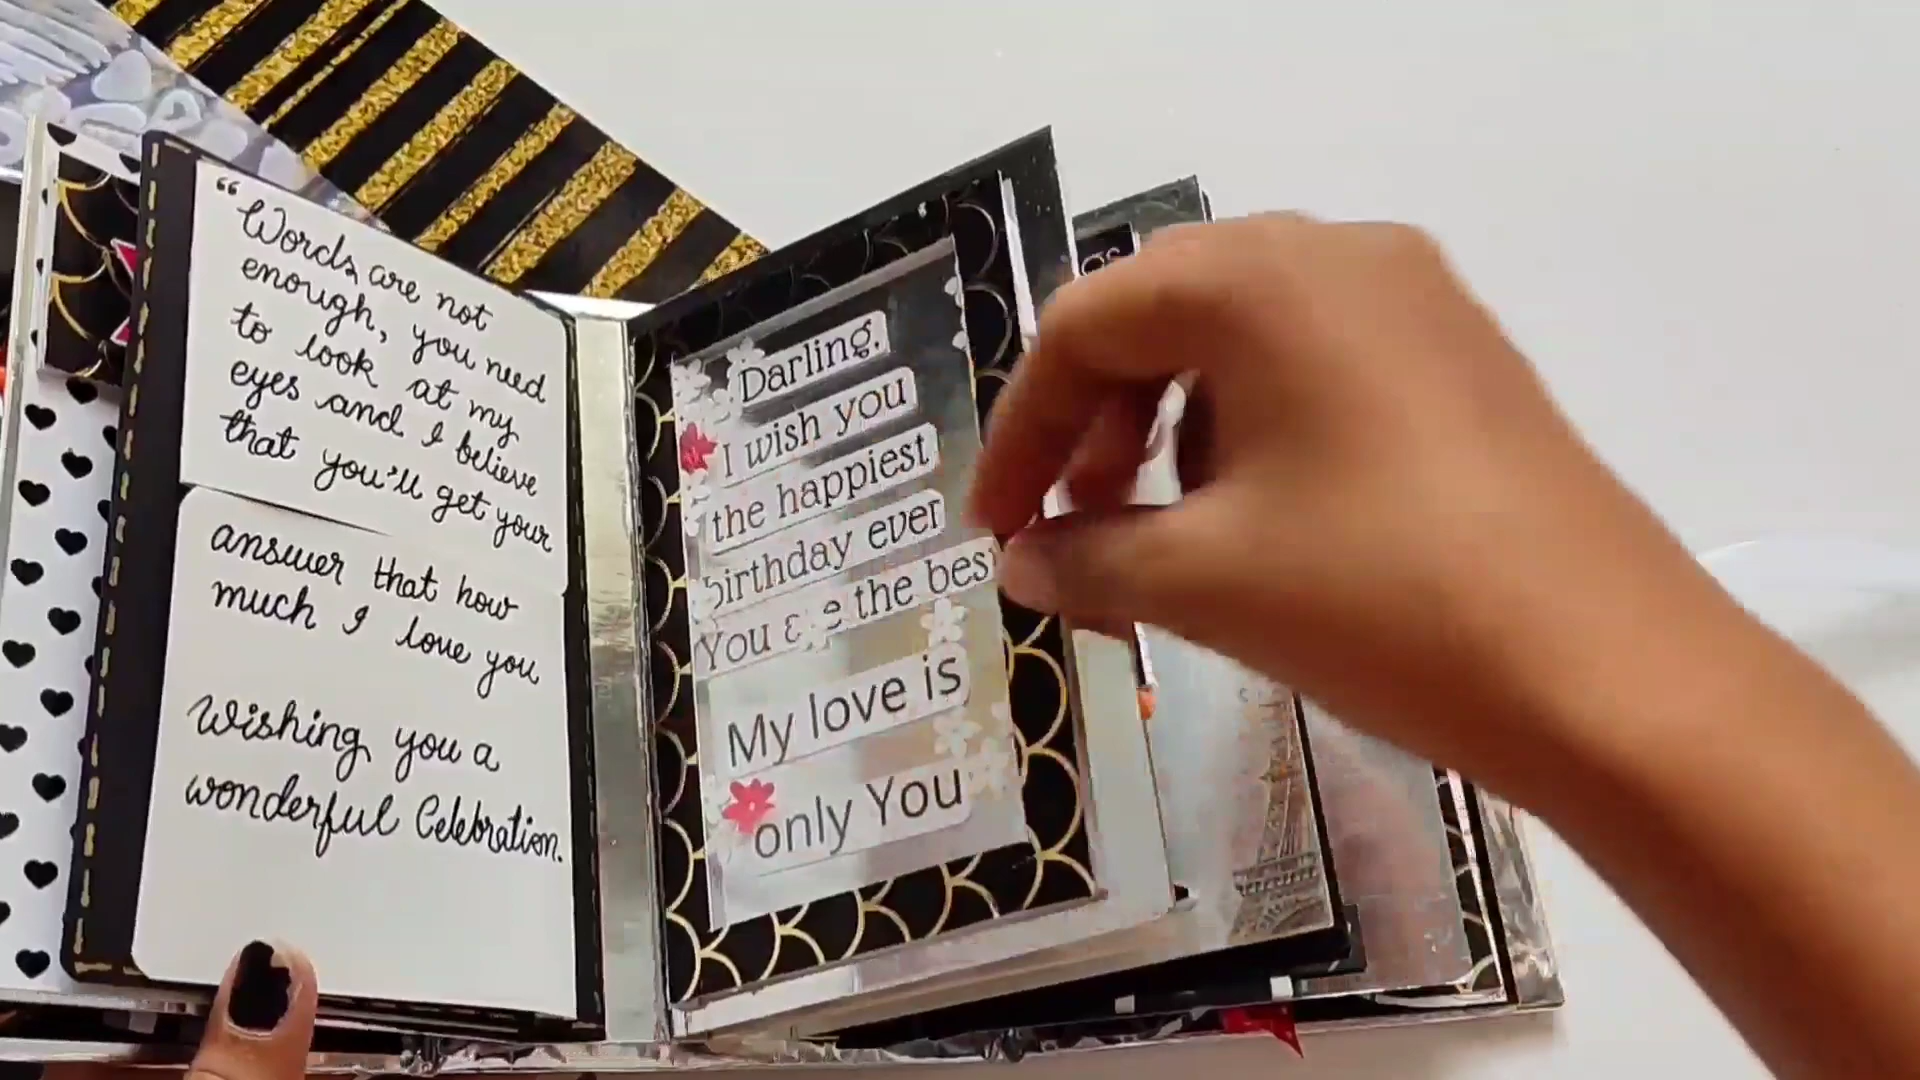 “Words are not
enough, you need
to look at my
eyes and I believe
that you'll get your
answer that how
much I love you
Wishing you a
wonderful Celebration.
Darling,
I wish you
the happiest
birthday ever
You the best
My love is
only You